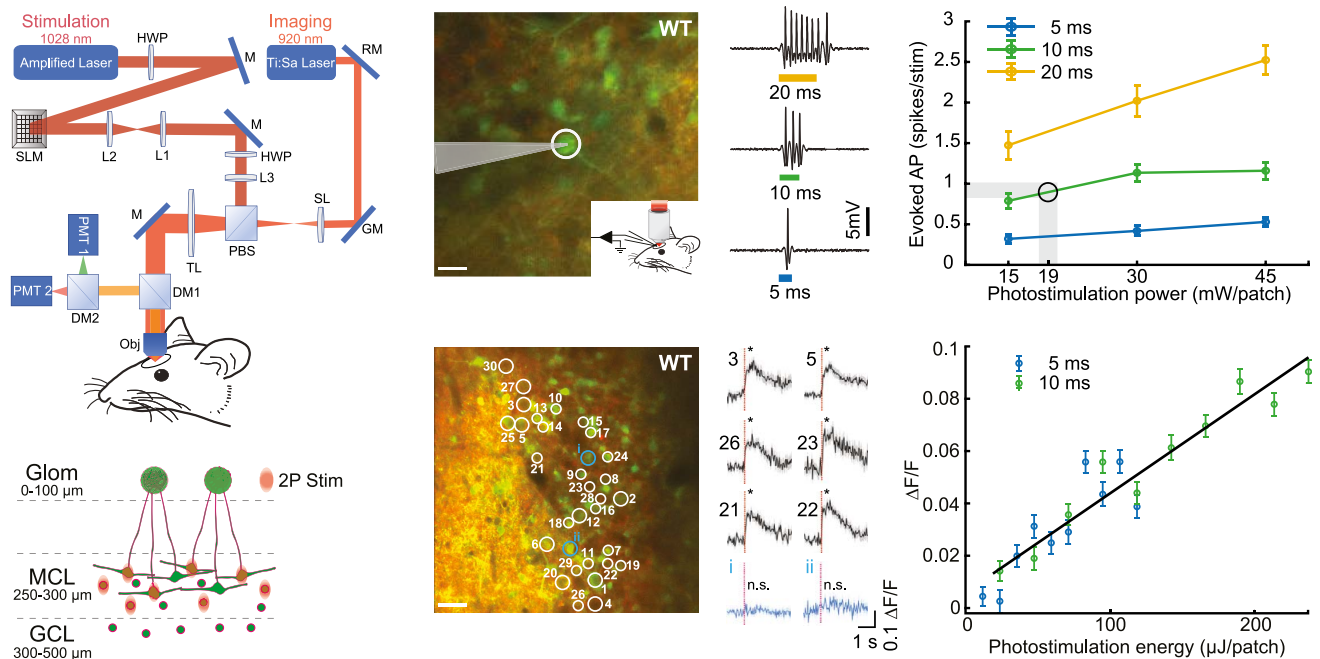 Stimulation
1028 nm
Imaging
920 nm
HWP
M
RM
Amplified Laser
Ti:Sa Laser
SLM
L2
L1
M
HWP
L3
SL
M
PMT 1
TL
PBS
GM
PMT 2
DM1
DM2
Obj
Glom
0-100 µm
2P Stim
MCL
250-300 µm
GCL
300-500 µm
WT
20 ms
10 ms
5mV
5 ms
5 ms
10 ms
20 ms
Evoked AP (spikes/stim)
3
2.5
2
1.5
1
0.5
0
15
19
30
45
Photostimulation power (mW/patch)
WT
30
27
3
10
13
25
5
14
15
17
i
21
24
9
8
23
28
2
16
18
12
ii
6
11
7
29
19
20
22
1
26
4
3
*
5
*
26
*
23
*
21
*
22
*
i
n.s.
ii
n.s.
1 s
0.1 ΔF/F
5 ms
10 ms
ΔF/F
0.1
0.08
0.06
0.04
0.02
0
0
100
200
Photostimulation energy (µJ/patch)